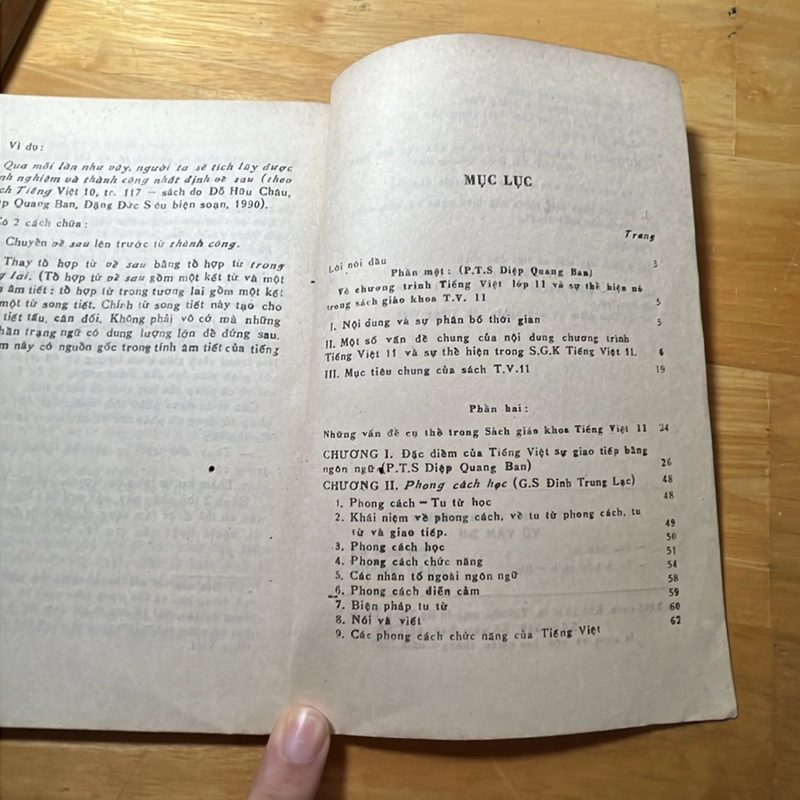 Ví dụ:
Qua mỗi lần như vậy, người ta sẽ tích lũy được
nghiệm và thành công nhất định về sau (theo
Tiếng Việt 10, tr. 117 — sách do Đỗ Hữu Châu,
Quang Ban, Đặng Đức Siêu biện soạn, 1990).
2 cách chữa:
Chuyển về sau lên trước từ thành công.
Thay tổ hợp từ về sau bằng tổ hợp từ trong
lai. (Tổ hợp từ về sau gồm một kết từ và một
âm tiết; tổ hợp từ trong tương lai gồm một kết
một từ song tiết. Chính từ song tiết này tạo cho
tiết tấu, cân đối. Không phải vô cớ mà những
trạng ngữ có dung lượng lớn dễ đứng sau.
này có nguồn gốc trong tính âm tiết của tiếng
MỤC LỤC
Trang
Lời nói đầu 3
Phần một: (P.T.S Diệp Quang Ban)
Về chương trình Tiếng Việt lớp 11 và sự thể hiện nó
trong sách giáo khoa T.V. 11 5
I. Nội dung và sự phân bố thời gian 5
II. Một số vấn đề chung của nội dung chương trình
Tiếng Việt 11 và sự thể hiện trong S.G.K Tiếng Việt 11. 6
III. Mục tiêu chung của sách T.V.11 19
Phần hai:
Những vấn đề cụ thể trong Sách giáo khoa Tiếng Việt 11 24
CHƯƠNG I. Đặc điểm của Tiếng Việt sự giao tiếp bằng
ngôn ngữ (P.T.S Diệp Quang Ban) 26
CHƯƠNG II. Phong cách học (G.S Đinh Trung Lạc) 48
1. Phong cách — Tu từ học 48
2. Khái niệm về phong cách, về tu từ phong cách, tu
từ và giao tiếp. 49
3. Phong cách học 50
4. Phong cách chức năng 51
5. Các nhân tố ngoài ngôn ngữ 54
6. Phong cách diễn cảm 58
7. Biện pháp tu từ 59
8. Nói và viết 60
9. Các phong cách chức năng của Tiếng Việt 62